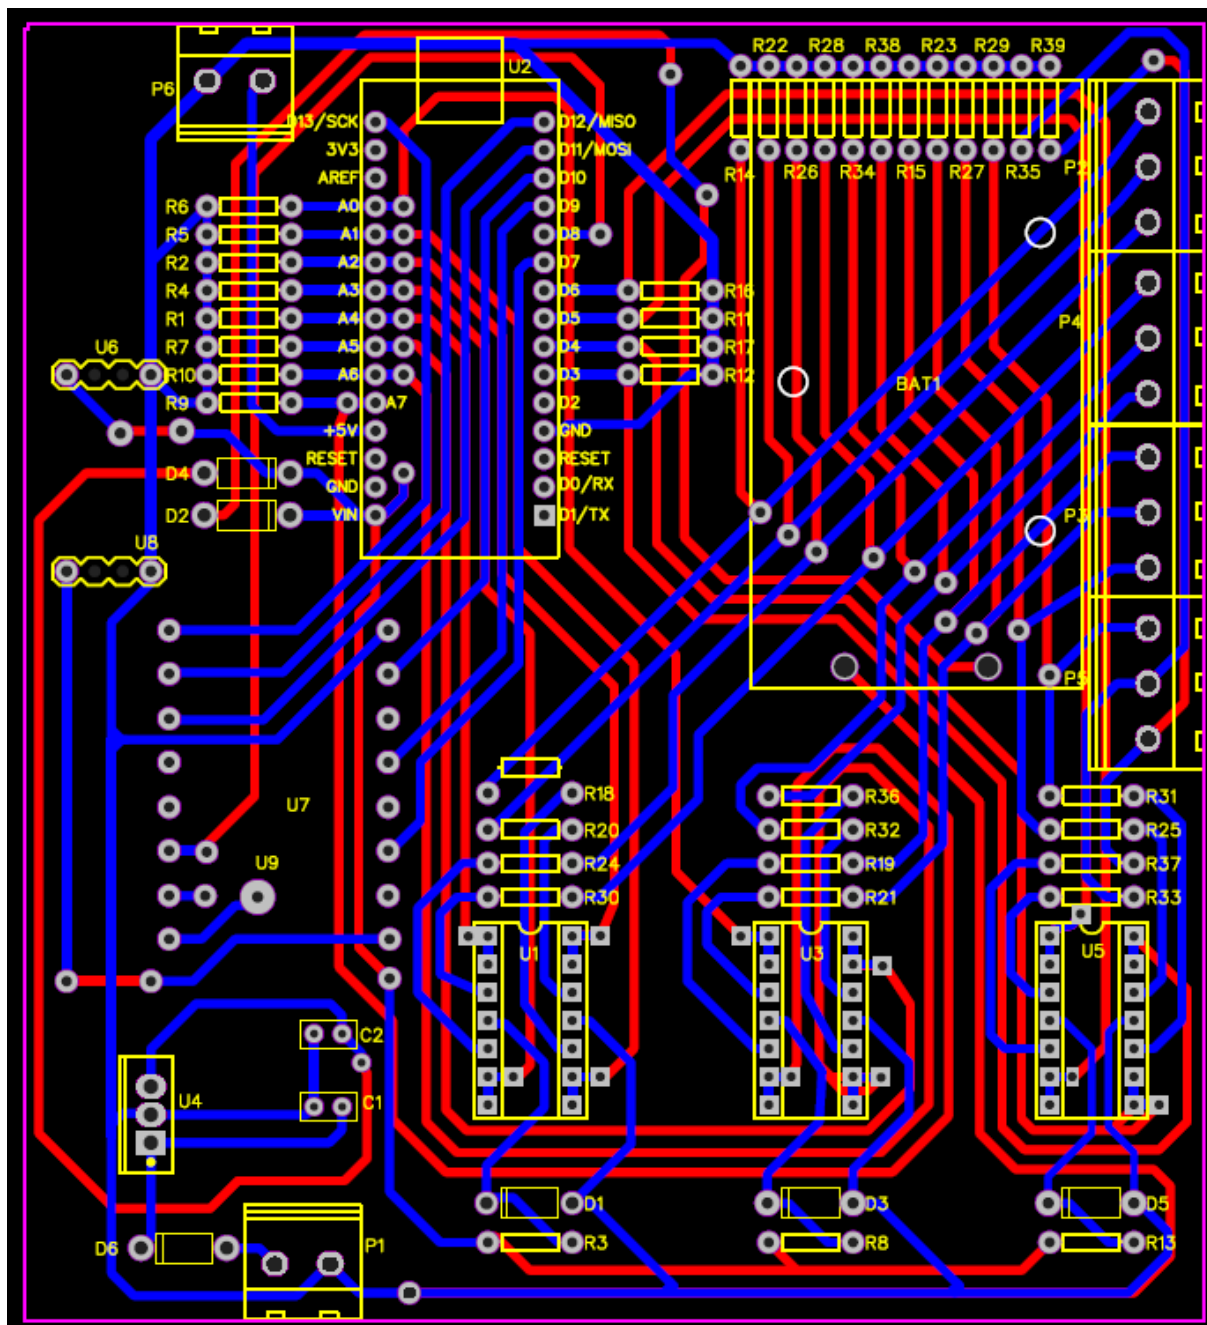 R22 R28 R38 R23 R29 R39
U2
P6
D13/SCK D12/MISO
3V3 D11/MOSI
AREF D10
R14 R26 R34 R15 R27 R35 P2
R6 A0 D9
R5 A1 D8
R2 A2 D7
R4 A3 D6 R16
R1 A4 D5 R11 P4
U6 R7 A5 D4 R17
R10 A6 D3 R12 BAT1
R9 A7 D2
+5V GND
RESET RESET
D4 GND D0/RX
D2 VIN D1/TX P3
U8
P5
U7
R18 R36 R31
R20 R32 R25
U9 R24 R19 R37
R30 R21 R33
U1 U3 U5
C2
U4 C1
D1 D3 D5
D6 P1 R3 R8 R13